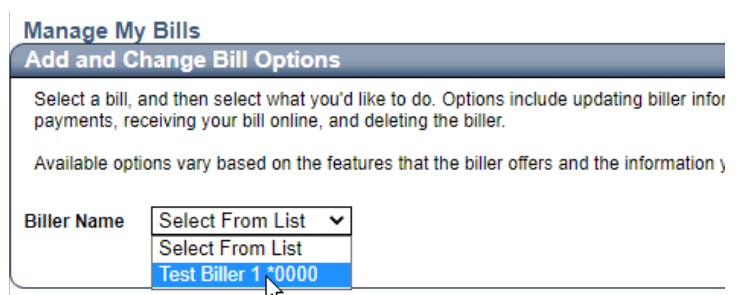 Manage My Bills
Add and Change Bill Options
Select a bill, and then select what you'd like to do. Options include updating biller
payments, receiving your bill online, and deleting the biller.
Available options vary based on the features that the biller offers and the information
Biller Name Select From List
Select From List
Test Biller 1 *0000